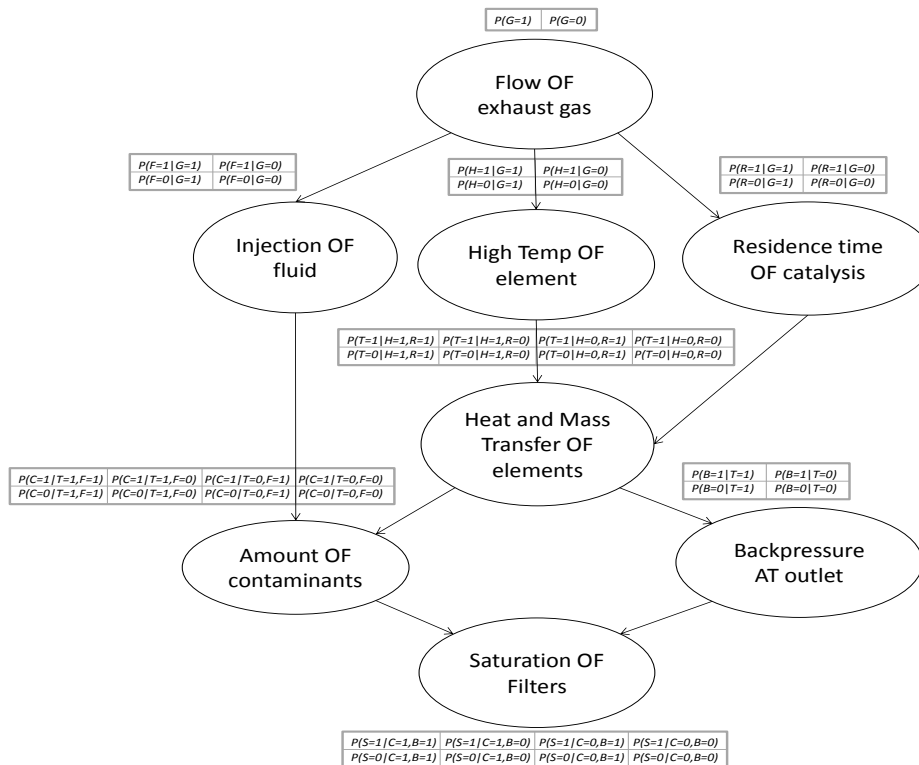 P(G=1) P(G=0)
Flow OF
exhaust gas
P(F=1|G=1) P(F=1|G=0)
P(F=0|G=1) P(F=0|G=0)
P(H=1|G=1) P(H=1|G=0)
P(H=0|G=1) P(H=0|G=0)
P(R=1|G=1) P(R=1|G=0)
P(R=0|G=1) P(R=0|G=0)
Injection OF
fluid
High Temp OF
element
Residence time
OF catalysis
P(T=1|H=1,R=1) P(T=1|H=1,R=0) P(T=1|H=0,R=1) P(T=1|H=0,R=0)
P(T=0|H=1,R=1) P(T=0|H=1,R=0) P(T=0|H=0,R=1) P(T=0|H=0,R=0)
Heat and Mass
Transfer OF
elements
P(C=1|T=1,F=1) P(C=1|T=1,F=0) P(C=1|T=0,F=1) P(C=1|T=0,F=0)
P(C=0|T=1,F=1) P(C=0|T=1,F=0) P(C=0|T=0,F=1) P(C=0|T=0,F=0)
P(B=1|T=1) P(B=1|T=0)
P(B=0|T=1) P(B=0|T=0)
Amount OF
contaminants
Backpressure
AT outlet
Saturation OF
Filters
P(S=1|C=1,B=1) P(S=1|C=1,B=0) P(S=1|C=0,B=1) P(S=1|C=0,B=0)
P(S=0|C=1,B=1) P(S=0|C=1,B=0) P(S=0|C=0,B=1) P(S=0|C=0,B=0)